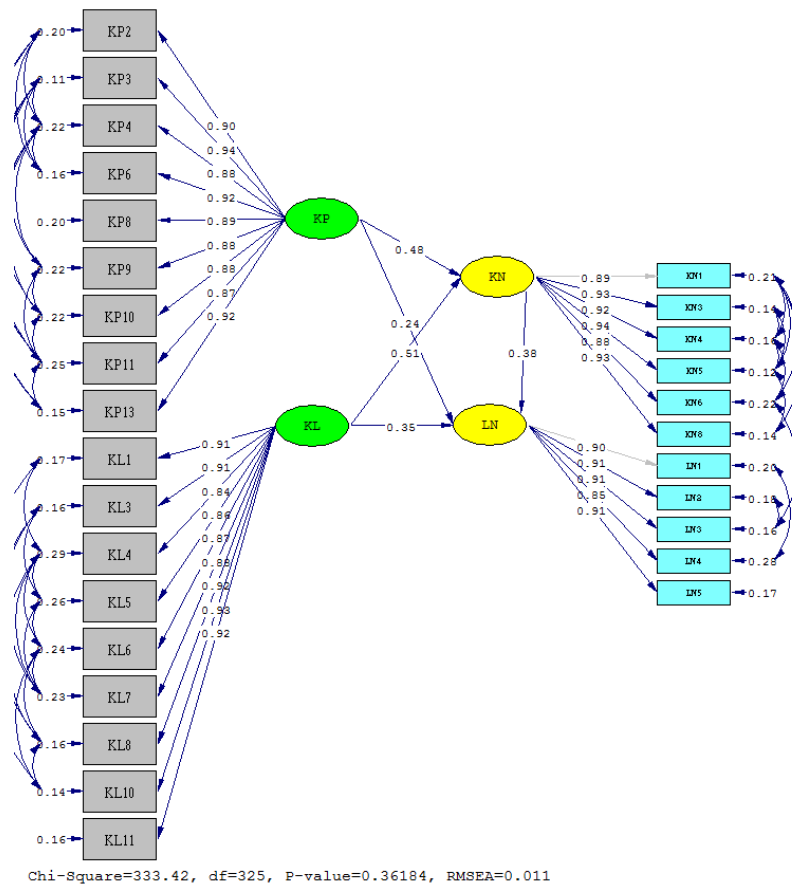 0.20 KP2
0.11 KP3
0.22 KP4
0.16 KP6
0.20 KP8
0.22 KP9
0.22 KP10
0.25 KP11
0.15 KP13
0.17 KL1
0.16 KL3
0.29 KL4
0.26 KL5
0.24 KL6
0.23 KL7
0.16 KL8
0.14 KL10
0.16 KL11
0.90
0.94
0.88
0.92
0.89
0.88
0.88
0.87
0.92
0.91
0.91
0.84
0.86
0.87
0.92
0.93
0.92
KP
KL
0.48
0.24
0.51
0.38
0.35
KN
LN
0.89
0.93
0.92
0.94
0.88
0.93
0.90
0.91
0.91
0.85
0.91
KN1 0.21
KN3 0.14
KN4 0.16
KN5 0.12
KN6 0.22
KN8 0.14
LN1 0.20
LN2
LN3 0.16
LN4 0.28
LN5 0.17
Chi-Square=333.42, df=325, P-value=0.36184, RMSEA=0.011